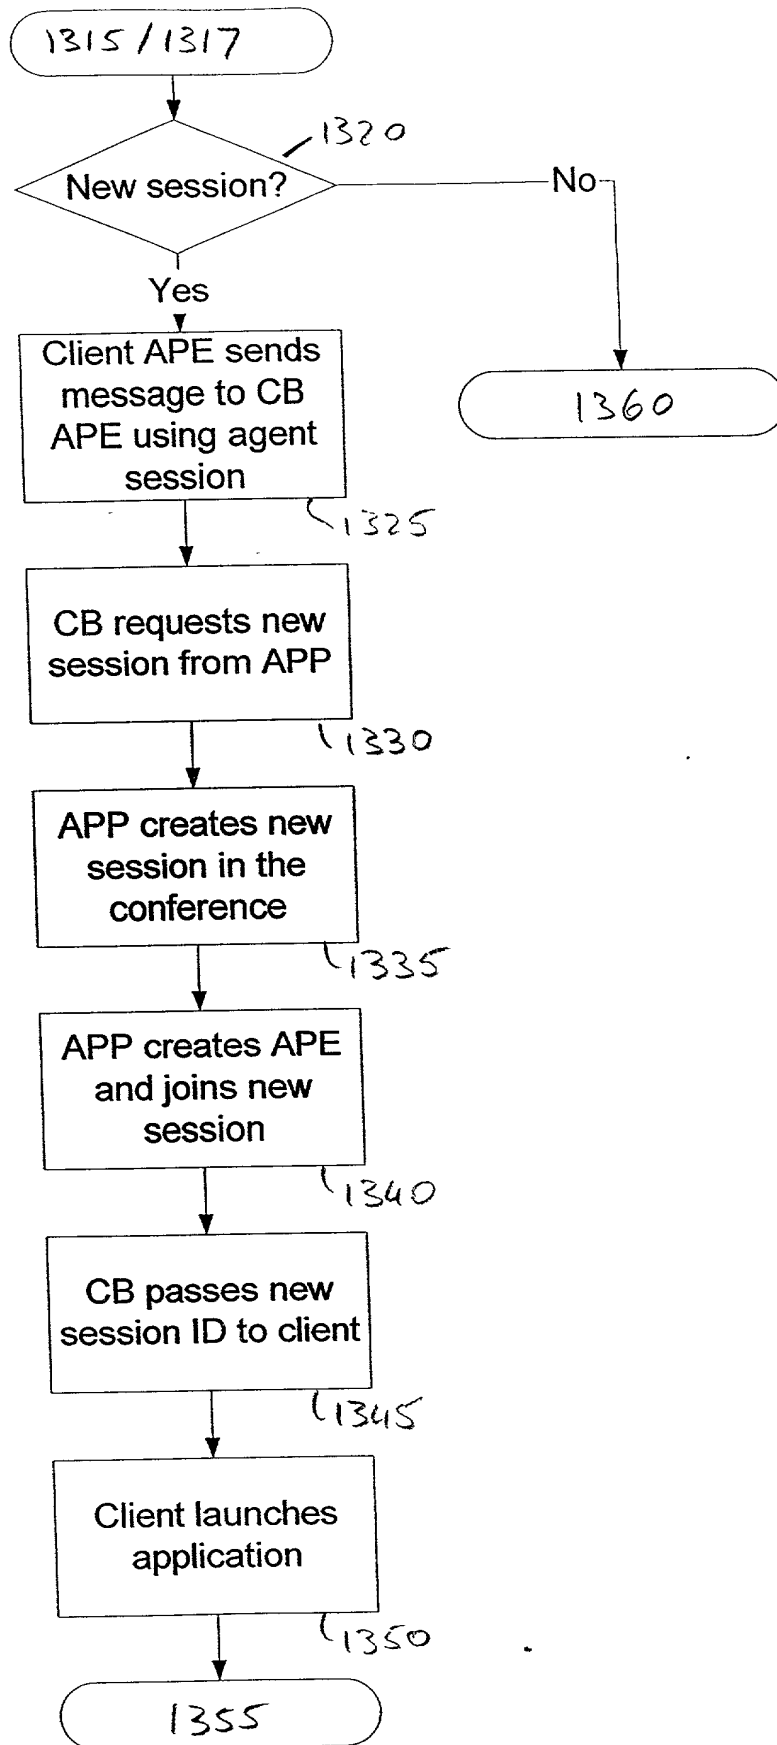 1315/1317
1320
New session?
No
Yes
Client APE sends
message to CB
APE using agent
session
1360
1325
CB requests new
session from APP
1330
APP creates new
session in the
conference
1335
APP creates APE
and joins new
session
1340
CB passes new
session ID to client
1345
Client launches
application
1350
1355